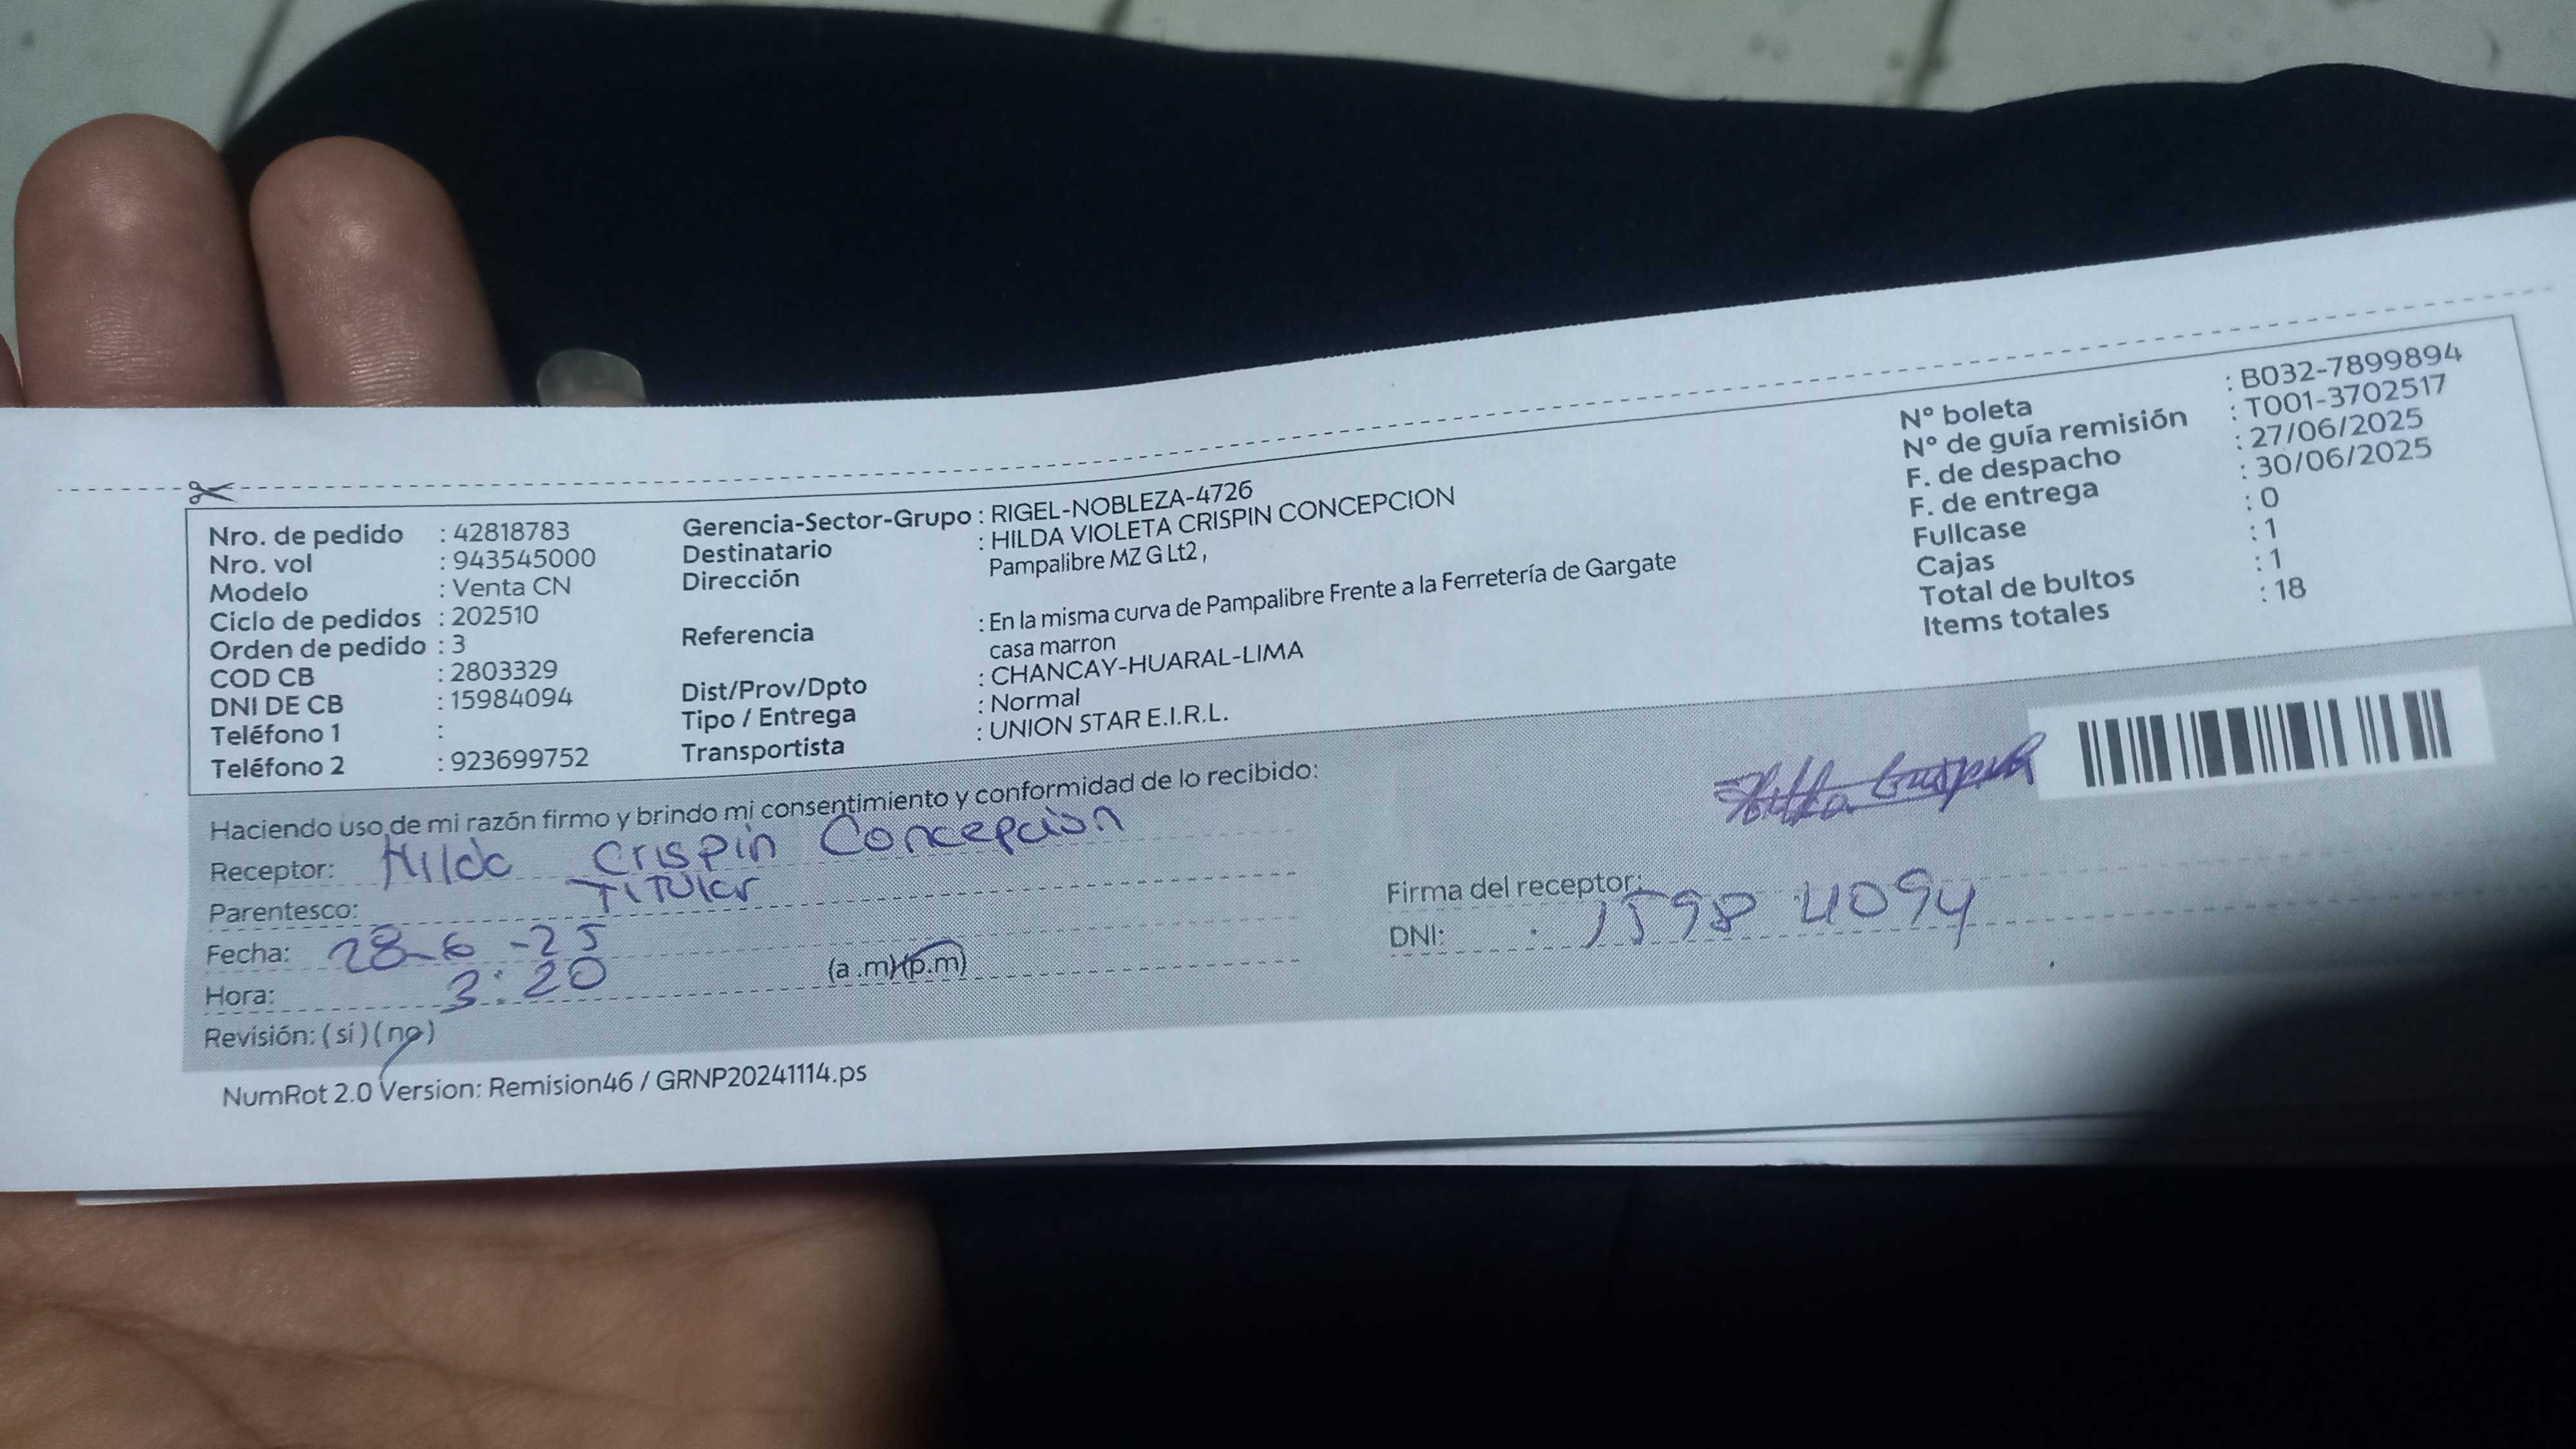 Nro. de pedido : 42818783
Nro. vol : 943545000
Modelo : Venta CN
Ciclo de pedidos : 202510
Orden de pedido : 3
COD CB : 2803329
DNI DE CB : 15984094
Teléfono 1 :
Teléfono 2 : 923699752
Gerencia-Sector-Grupo : RIGEL-NOBLEZA-4726
Destinatario : HILDA VIOLETA CRISPIN CONCEPCION
Dirección Pampalibre MZ G Lt2 ,
Referencia : En la misma curva de Pampalibre Frente a la Ferretería de Gargate
casa marron
Dist/Prov/Dpto : CHANCAY-HUARAL-LIMA
Tipo / Entrega : Normal
Transportista : UNION STAR E.I.R.L.
N° boleta : B032-7899894
N° de guía remisión : T001-3702517
F. de despacho : 27/06/2025
F. de entrega : 30/06/2025
Fullcase : 0
Cajas : 1
Total de bultos : 1
Items totales : 18
Haciendo uso de mi razón firmo y brindo mi consentimiento y conformidad de lo recibido:
Receptor: Hilda Crispin Concepcion
Parentesco: Titular
Fecha: 28-6-25
Hora: 3:20 (a.m)(p.m)
Revisión: (si) (no)
Firma del receptor:
DNI: 15984094
NumRot 2.0 Version: Remision46 / GRNP20241114.ps